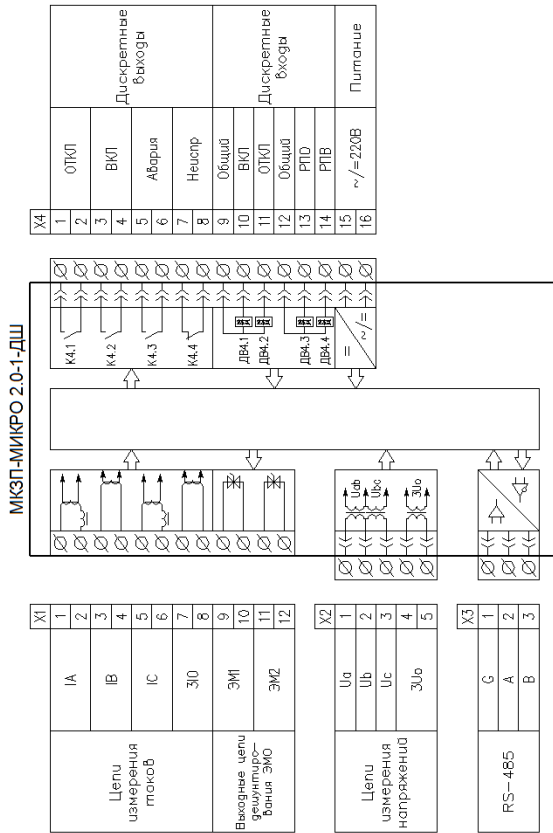 МКЗП-МИКРО 2.0-1-ДШ
X1
Цепи
измерения
токов
IA
1
2
IB
3
4
IC
5
6
3IO
7
8
Выходные цепи
дешунтиро-
вания ЭМО
ЭМ1
9
10
ЭМ2
11
12
X2
Цепи
измерения
напряжений
Ua
1
Ub
2
Uc
3
3Uo
4
5
Uab
Ubc
3Uo
X3
RS-485
G
1
A
2
B
3
X4
1
2
ОТКЛ
Дискретные
выходы
3
4
ВКЛ
5
6
Авария
7
8
Неиспр
9
Общий
Дискретные
входы
10
ВКЛ
11
ОТКЛ
12
Общий
13
РПО
14
РПВ
15
16
~/=220В
Питание
К4.1
К4.2
К4.3
К4.4
ДВ4.1
ДВ4.2
ДВ4.3
ДВ4.4